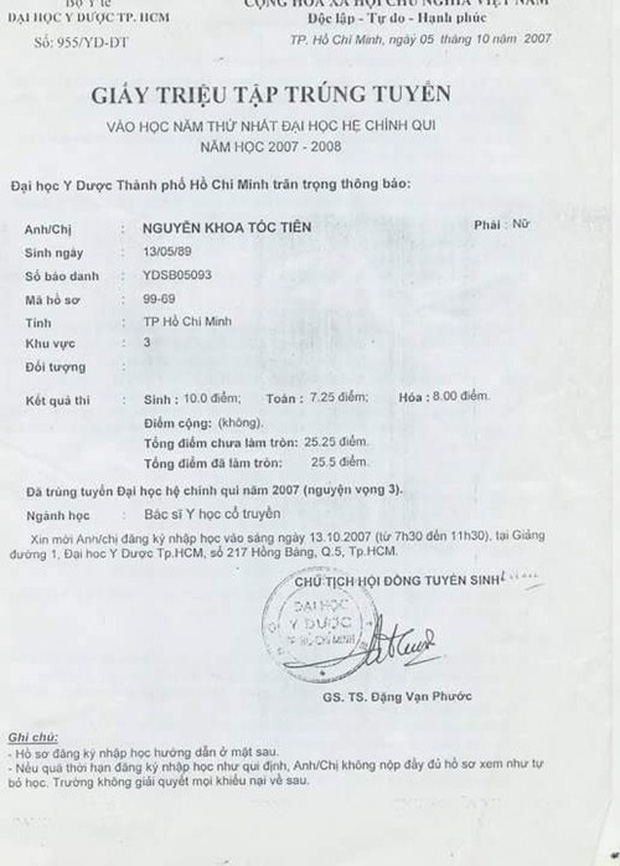 BỘ Y tế
ĐẠI HỌC Y DƯỢC TP. HCM
Số: 955/YD-ĐT
CỘNG HÒA XÃ HỘI CHỦ NGHĨA VIỆT NAM
Độc lập - Tự do - Hạnh phúc
TP. Hồ Chí Minh, ngày 05 tháng 10 năm 2007
GIẤY TRIỆU TẬP TRÚNG TUYỂN
VÀO HỌC NĂM THỨ NHẤT ĐẠI HỌC HỆ CHÍNH QUI
NĂM HỌC 2007 - 2008
Đại học Y Dược Thành phố Hồ Chí Minh trân trọng thông báo:
Anh/Chị : NGUYỄN KHOA TÓC TIÊN Phái : Nữ
Sinh ngày : 13/05/89
Số báo danh : YDSB05093
Mã hồ sơ : 99-69
Tỉnh : TP Hồ Chí Minh
Khu vực : 3
Đối tượng :
Kết quả thi : Sinh : 10.0 điểm; Toán : 7.25 điểm; Hóa : 8.00 điểm.
Điểm cộng: (không).
Tổng điểm chưa làm tròn: 25.25 điểm.
Tổng điểm đã làm tròn: 25.5 điểm.
Đã trúng tuyển Đại học hệ chính qui năm 2007 (nguyện vọng 3).
Ngành học : Bác sĩ Y học cổ truyền
Xin mời Anh/chị đăng ký nhập học vào sáng ngày 13.10.2007 (từ 7h30 đến 11h30), tại Giảng
đường 1, Đai hoc Y Dược Tp.HCM, số 217 Hồng Bàng, Q.5, Tp.HCM.
CHỦ TỊCH HỘI ĐỒNG TUYỂN SINH
ĐẠI HỌC
Y DƯỢC
TP HỒ CHÍ MINH
GS. TS. Đặng Vạn Phước
Ghi chú:
- Hồ sơ đăng ký nhập học hướng dẫn ở mặt sau.
- Nếu quá thời hạn đăng ký nhập học như qui định, Anh/Chị không nộp đầy đủ hồ sơ xem như tự
bỏ học. Trường không giải quyết mọi khiếu nại về sau.